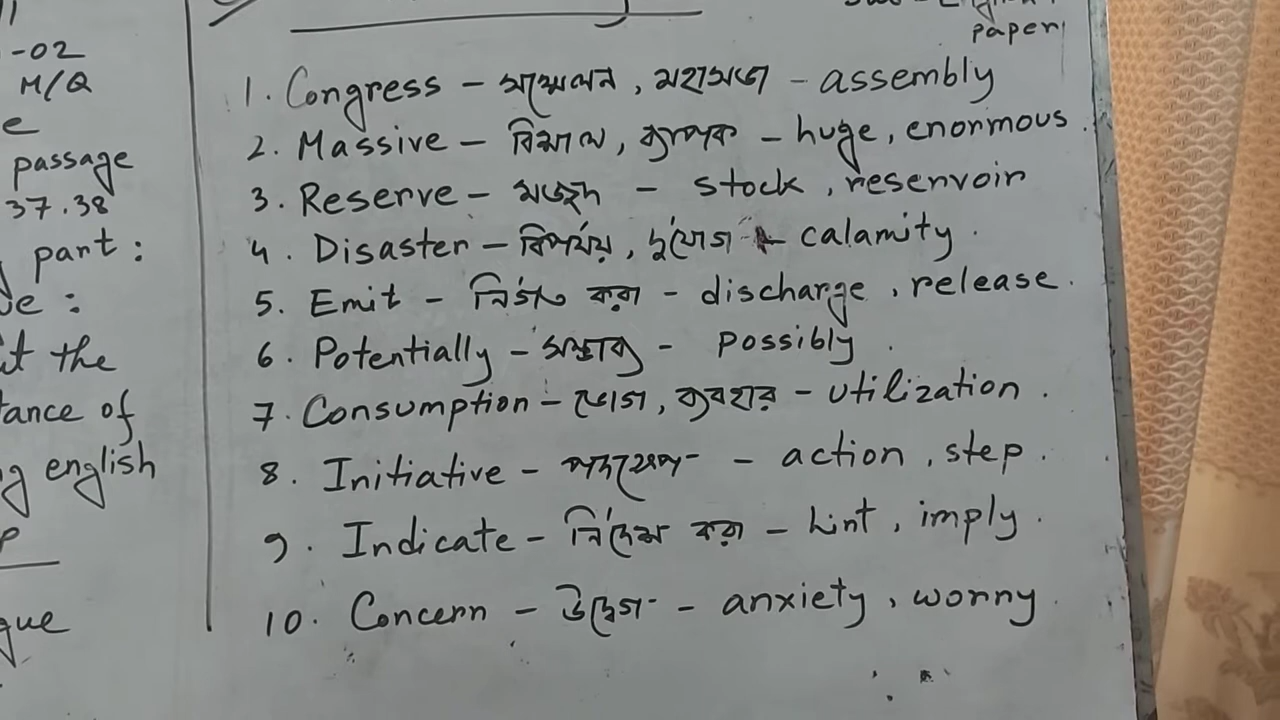 -02
M/Q
e
passage
37.38
part :
e :
it the
tance of
g english
P
gue
paper
1. Congress - সম্মেলন, মহাসভা - assembly
2. Massive - বিশাল, ব্যাপক - huge, enormous.
3. Reserve - মজুদ - stock, reservoir
4. Disaster - বিপর্যয়, দুর্যোগ - calamity.
5. Emit - নির্গত করা - discharge, release.
6. Potentially - সম্ভাব্য - possibly.
7. Consumption - ভোগ, ব্যবহার - utilization.
8. Initiative - পদক্ষেপ - action, step.
9. Indicate - নির্দেশ করা - hint, imply.
10. Concern - উদ্বেগ - anxiety, worry